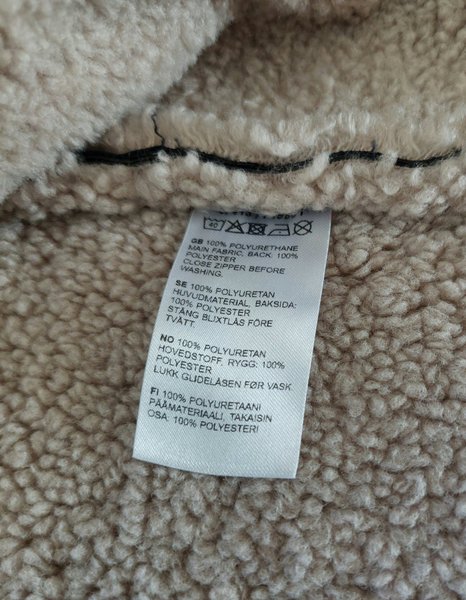 40
GB 100% POLYURETHANE
MAIN FABRIC, BACK. 100%
POLYESTER
CLOSE ZIPPER BEFORE
WASHING.
SE 100% POLYURETAN
HUVUDMATERIAL, BAKSIDA:
100% POLYESTER
STÄNG BLIXTLÅS FÖRE
TVÄTT.
NO 100% POLYURETAN
HOVEDSTOFF, RYGG: 100%
POLYESTER
LUKK GLIDELÅSEN FØR VASK
FI 100% POLYURETAANI
PÄÄMATERIAALI, TAKAISIN
OSA: 100% POLYESTERI